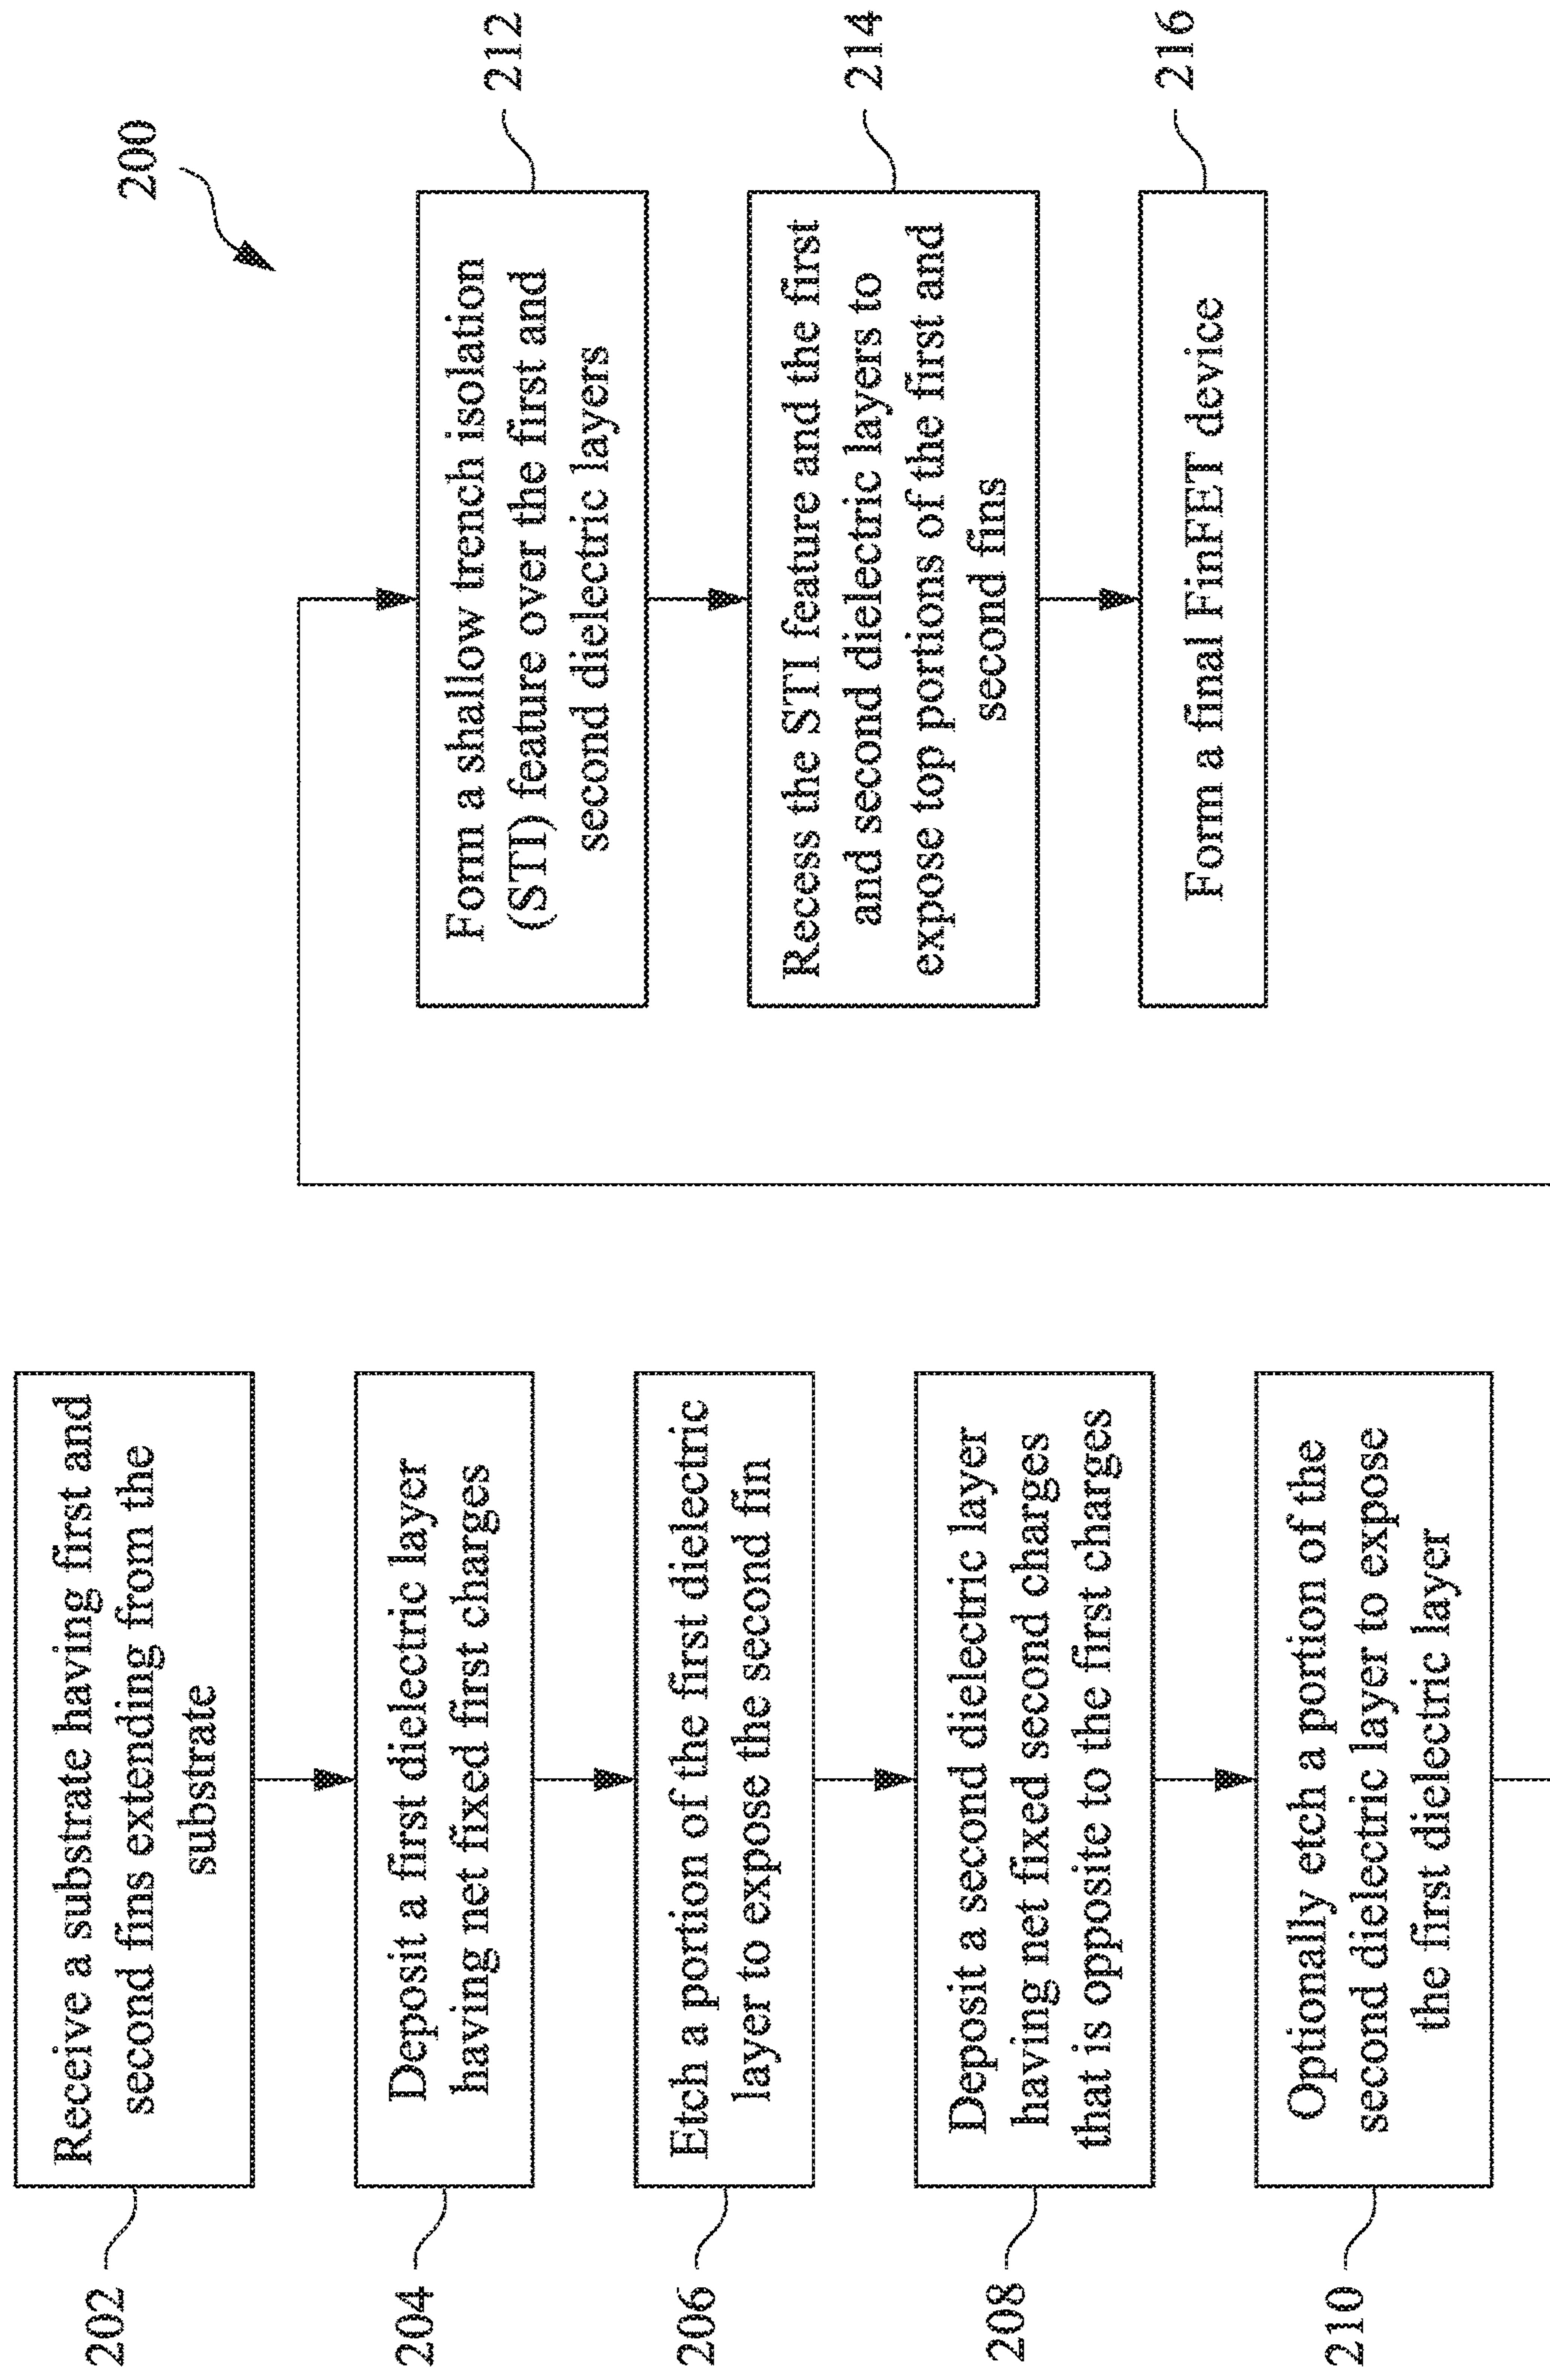 200
202
Receive a substrate having first and
second fins extending from the
substrate
204
Deposit a first dielectric layer
having net fixed first charges
206
Etch a portion of the first dielectric
layer to expose the second fin
208
Deposit a second dielectric layer
having net fixed second charges
that is opposite to the first charges
210
Optionally etch a portion of the
second dielectric layer to expose
the first dielectric layer
Form a shallow trench isolation
(STI) feature over the first and
second dielectric layers
212
Recess the STI feature and the first
and second dielectric layers to
expose top portions of the first and
second fins
214
Form a final FinFET device
216